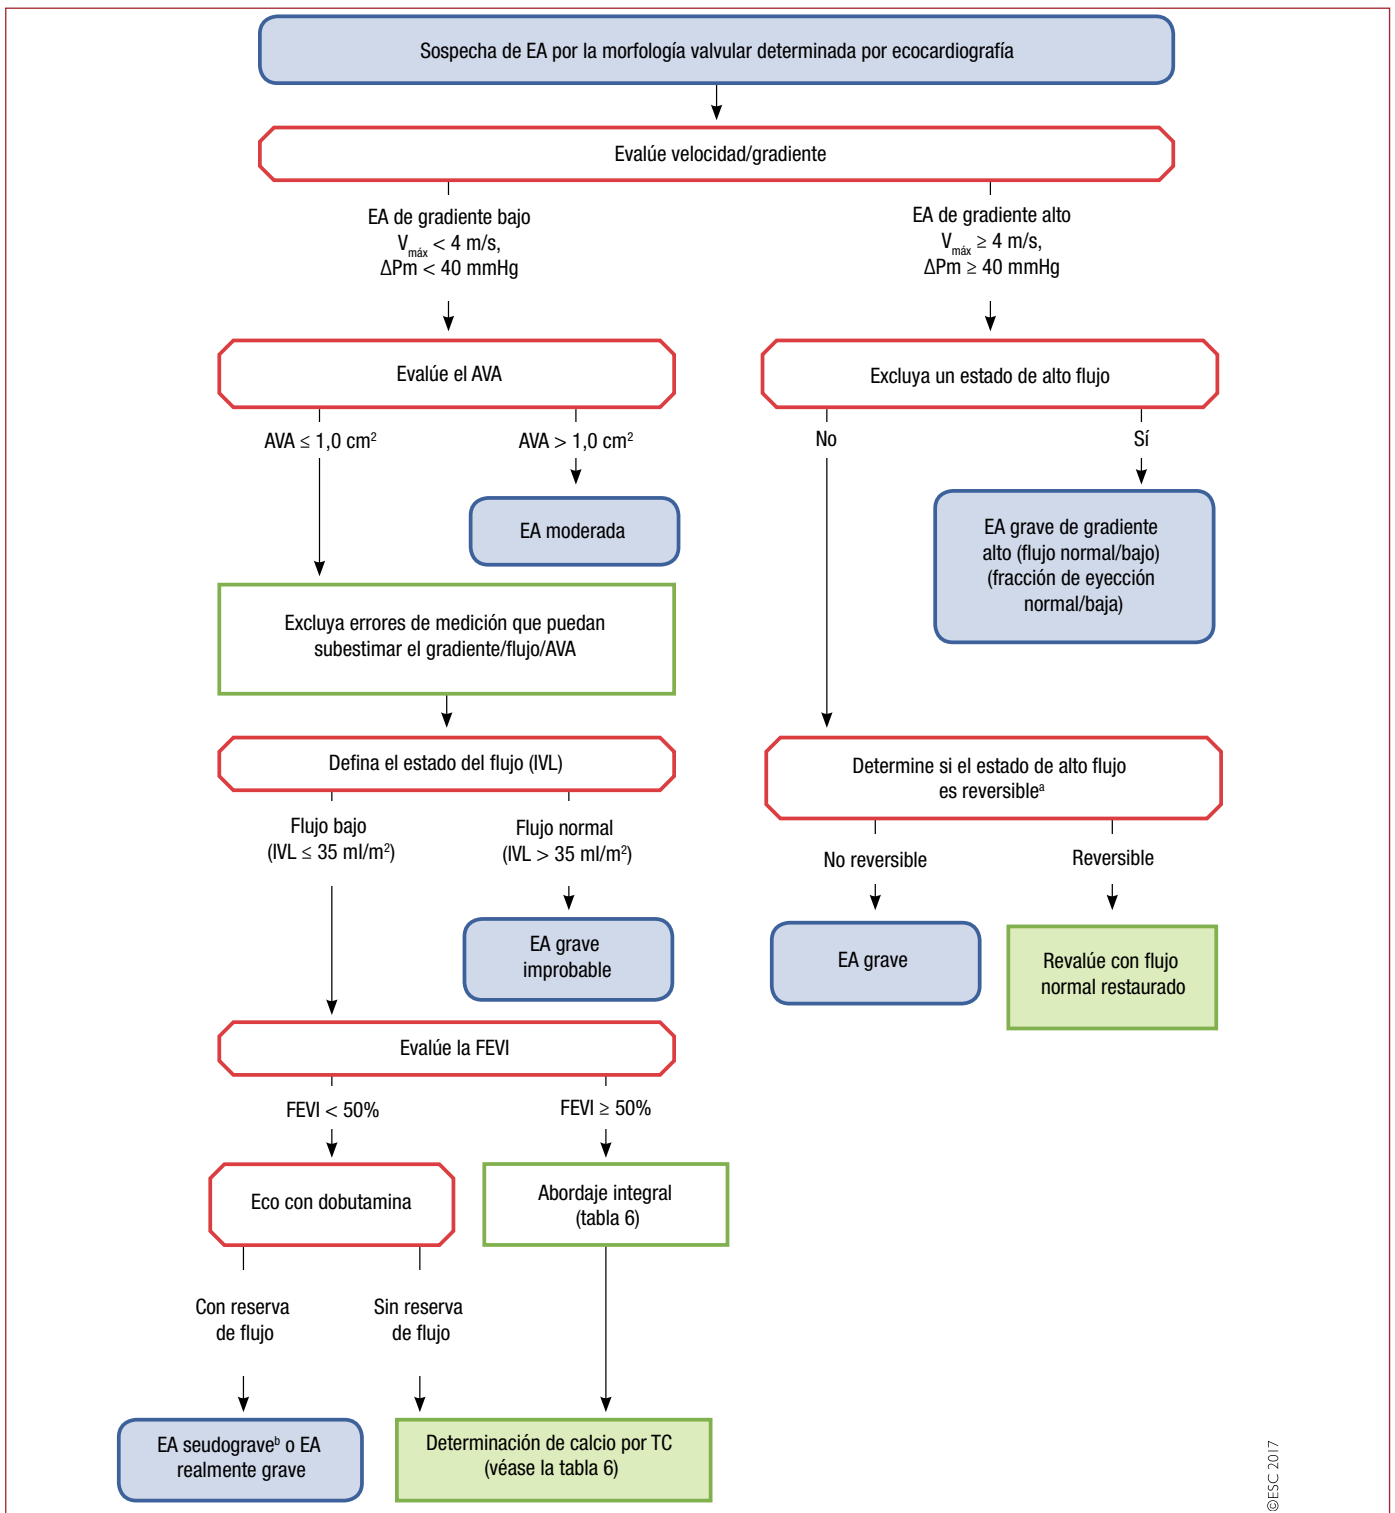 Sospecha de EA por la morfología valvular determinada por ecocardiografía
Evalúe velocidad/gradiente
EA de gradiente bajo
Vmáx < 4 m/s,
ΔPm < 40 mmHg
EA de gradiente alto
Vmáx ≥ 4 m/s,
ΔPm ≥ 40 mmHg
Evalúe el AVA
Excluya un estado de alto flujo
AVA ≤ 1,0 cm²
AVA > 1,0 cm²
No
Sí
EA moderada
EA grave de gradiente
alto (flujo normal/bajo)
(fracción de eyección
normal/baja)
Excluya errores de medición que puedan
subestimar el gradiente/flujo/AVA
Defina el estado del flujo (IVL)
Determine si el estado de alto flujo
es reversibleᵃ
Flujo bajo
(IVL ≤ 35 ml/m²)
Flujo normal
(IVL > 35 ml/m²)
No reversible
Reversible
EA grave
improbable
EA grave
Revalúe con flujo
normal restaurado
Evalúe la FEVI
FEVI < 50%
FEVI ≥ 50%
Eco con dobutamina
Abordaje integral
(tabla 6)
Con reserva
de flujo
Sin reserva
de flujo
EA seudograveᵇ o EA
realmente grave
Determinación de calcio por TC
(véase la tabla 6)
©ESC 2017